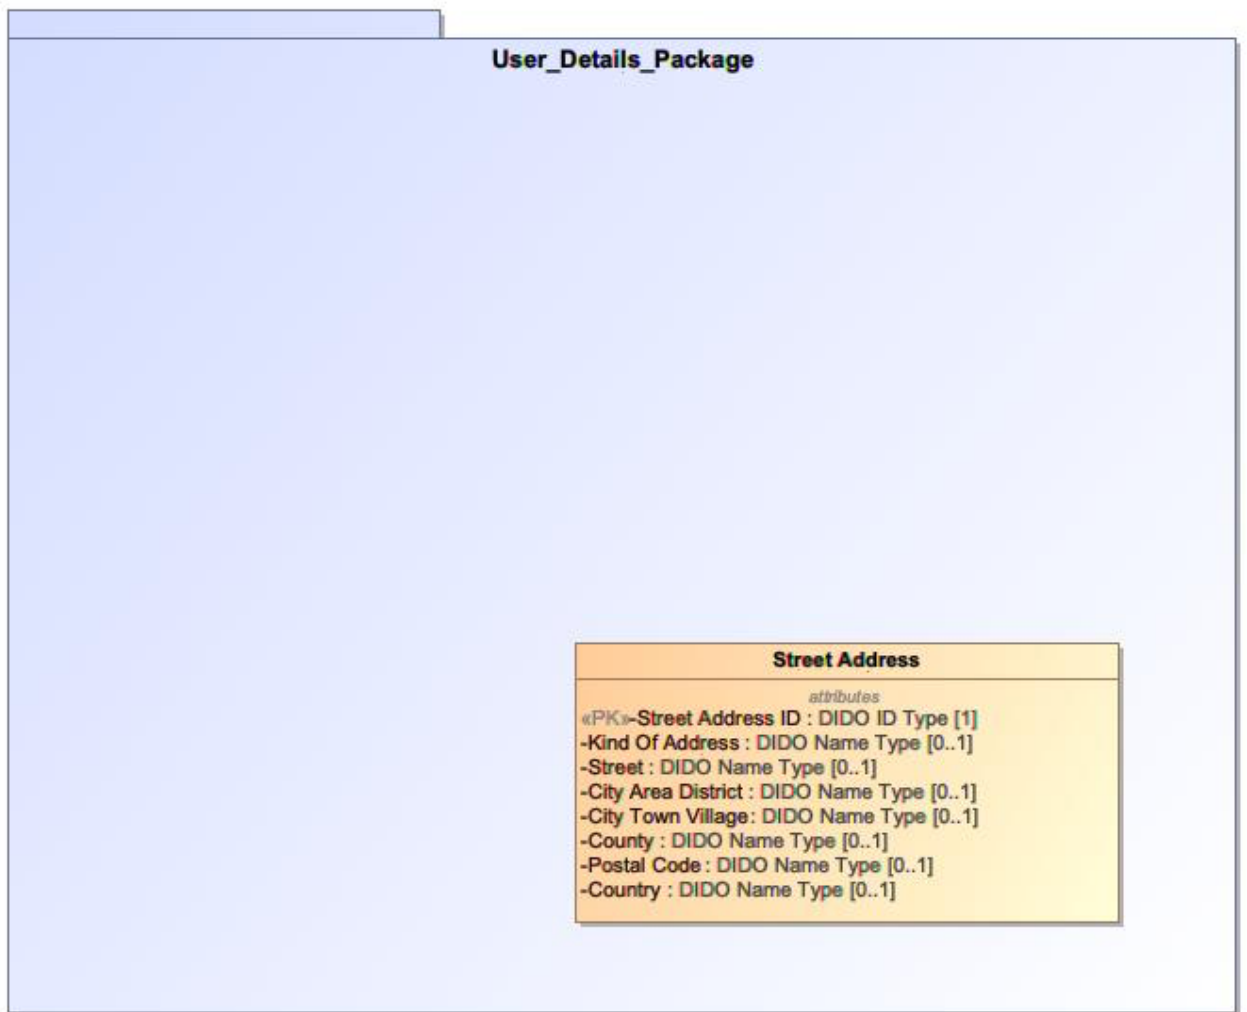 User_Details_Package
Street Address
attributes
«PK»-Street Address ID : DIDO ID Type [1]
-Kind Of Address : DIDO Name Type [0..1]
-Street : DIDO Name Type [0..1]
-City Area District : DIDO Name Type [0..1]
-City Town Village : DIDO Name Type [0..1]
-County : DIDO Name Type [0..1]
-Postal Code : DIDO Name Type [0..1]
-Country : DIDO Name Type [0..1]